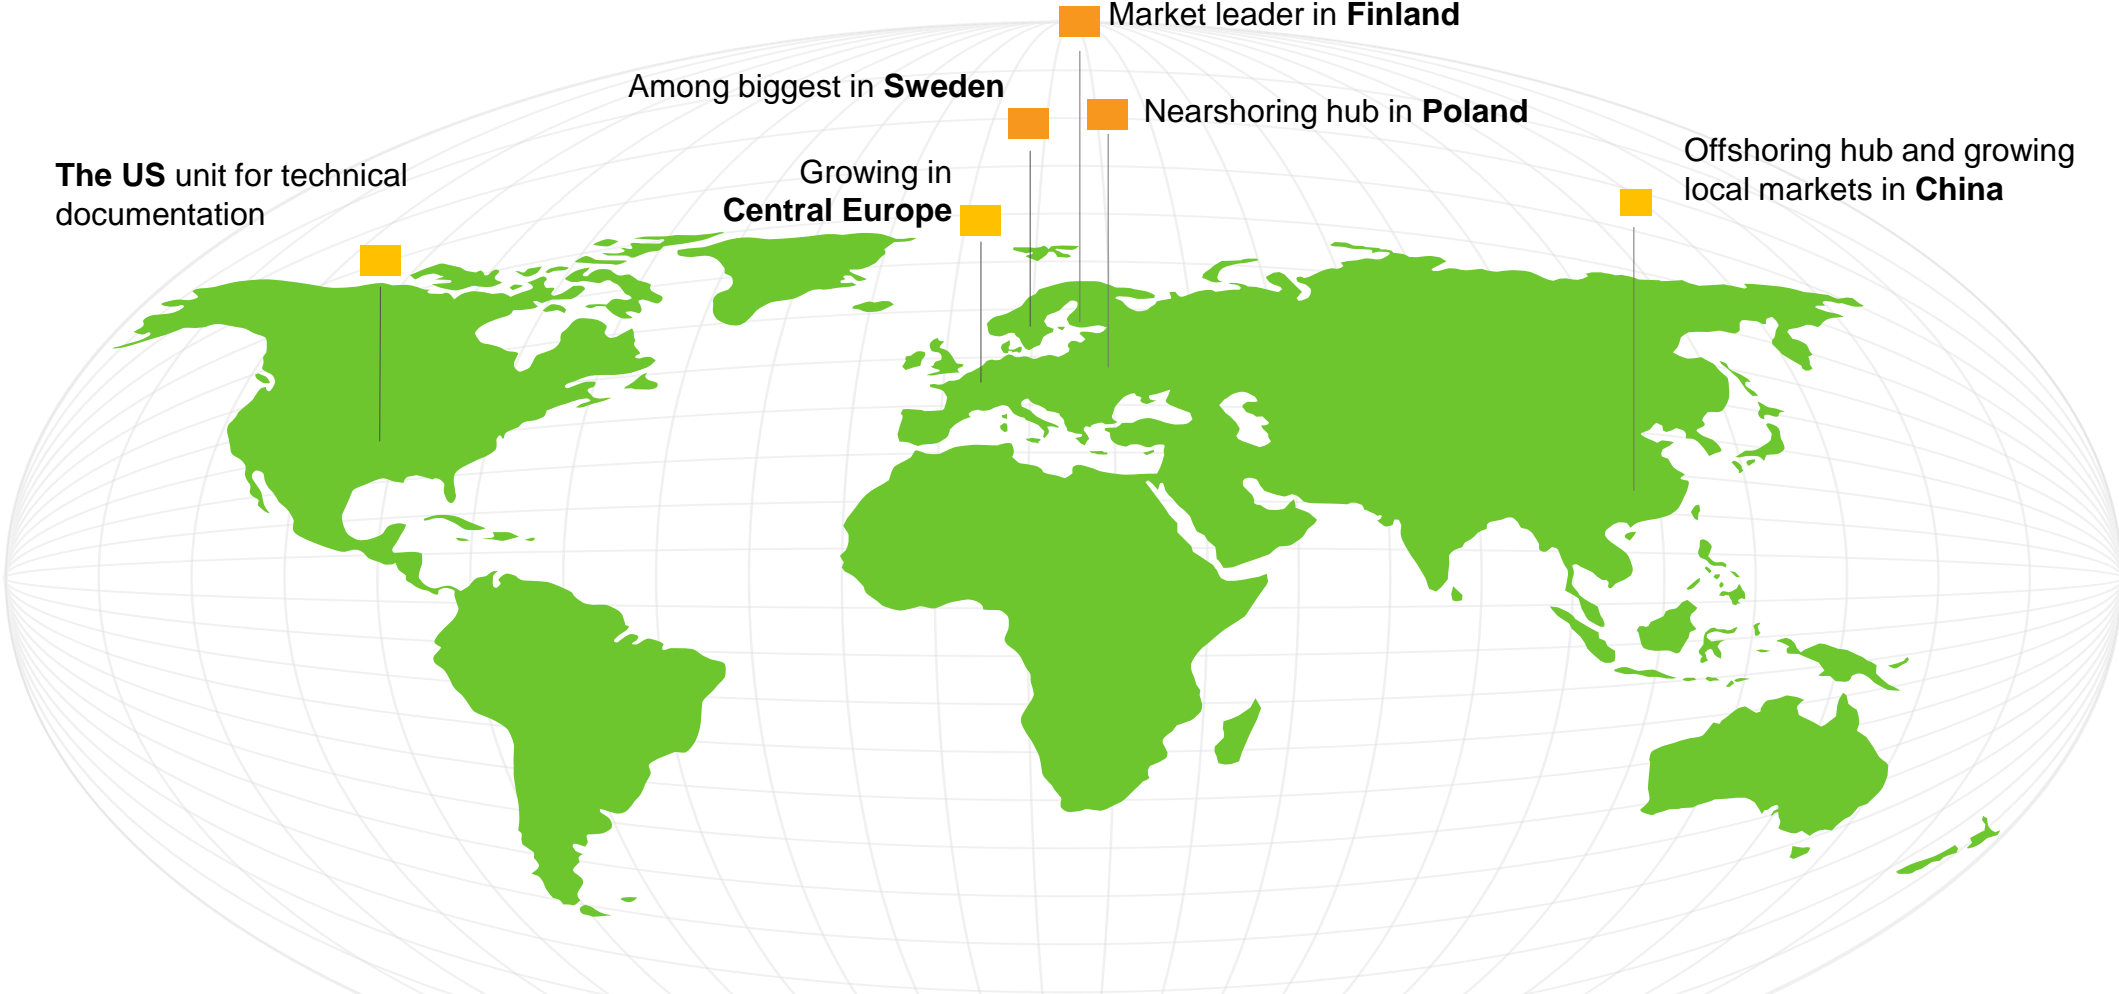 Market leader in Finland
Among biggest in Sweden
Nearshoring hub in Poland
Offshoring hub and growing
local markets in China
The US unit for technical
documentation
Growing in
Central Europe